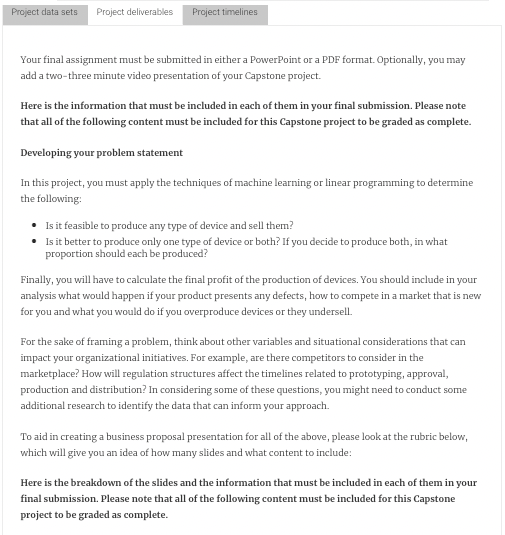 Project data sets
Project deliverables
Project timelines
Your final assignment must be submitted in either a PowerPoint or a PDF format. Optionally, you may
add a two-three minute video presentation of your Capstone project.
Here is the information that must be included in each of them in your final submission. Please note
that all of the following content must be included for this Capstone project to be graded as complete.
Developing your problem statement
In this project, you must apply the techniques of machine learning or linear programming to determine
the following:
• Is it feasible to produce any type of device and sell them?
• Is it better to produce only one type of device or both? If you decide to produce both, in what
proportion should each be produced?
Finally, you will have to calculate the final profit of the production of devices. You should include in your
analysis what would happen if your product presents any defects, how to compete in a market that is new
for you and what you would do if you overproduce devices or they undersell.
For the sake of framing a problem, think about other variables and situational considerations that can
impact your organizational initiatives. For example, are there competitors to consider in the
marketplace? How will regulation structures affect the timelines related to prototyping, approval,
production and distribution? In considering some of these questions, you might need to conduct some
additional research to identify the data that can inform your approach.
To aid in creating a business proposal presentation for all of the above, please look at the rubric below,
which will give you an idea of how many slides and what content to include:
Here is the breakdown of the slides and the information that must be included in each of them in your
final submission. Please note that all of the following content must be included for this Capstone
project to be graded as complete.